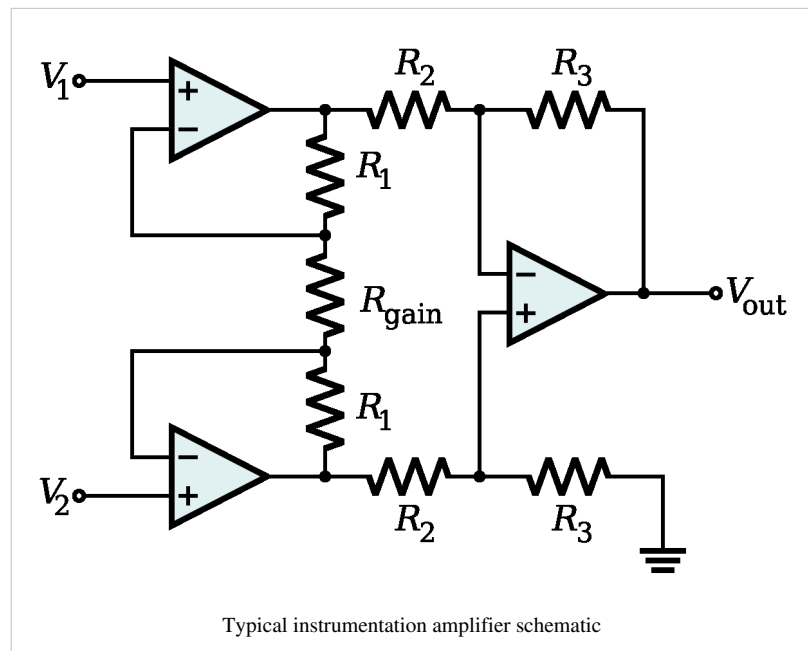 R2 R3
V1
+
−
R1
Rgain
−
+
Vout
R1
−
+
V2
R2 R3
Typical instrumentation amplifier schematic